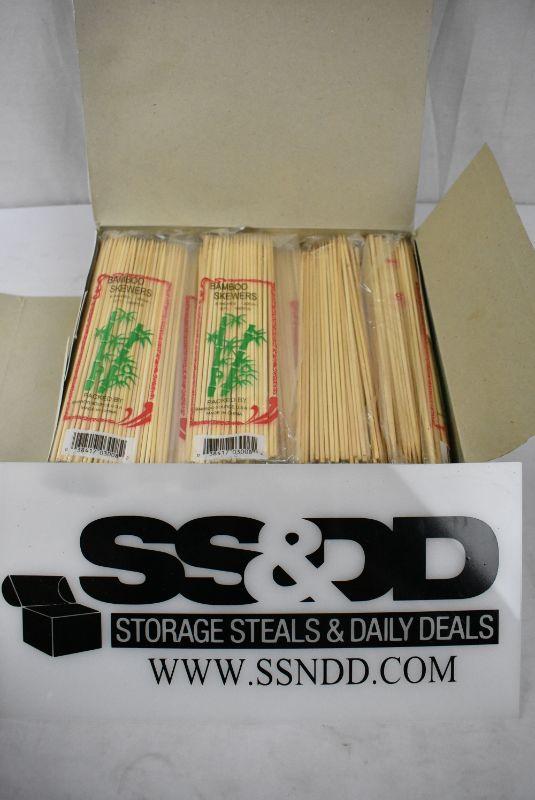 BAMBOO
SKEWERS
PACKED BY:
BAMBOO
SKEWERS
PACKED BY:
SS&DD
STORAGE STEALS & DAILY DEALS
WWW.SSNDD.COM